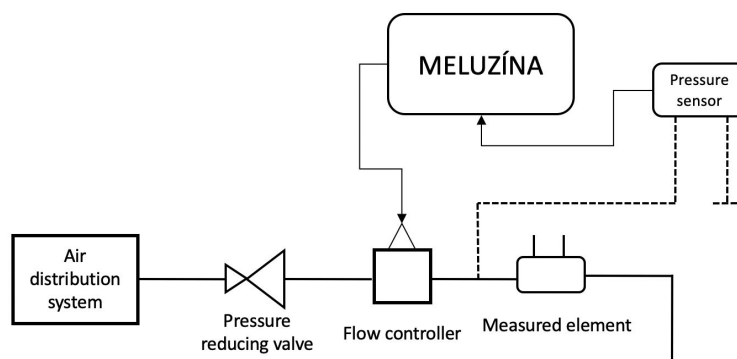 MELUZÍNA
Pressure
sensor
Air
distribution
system
Pressure
reducing valve
Flow controller
Measured element